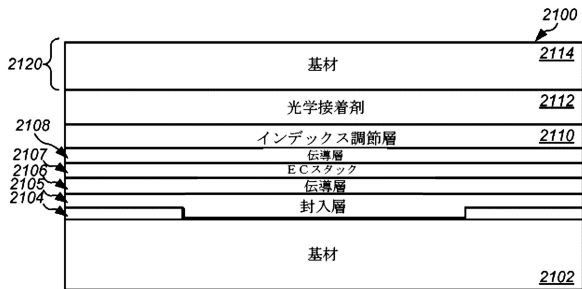 2100
2120
基材 2114
光学接着剤 2112
インデックス調節層 2110
2108 伝導層
2107 ECスタック
2106 伝導層
2105 封入層
2104
基材 2102